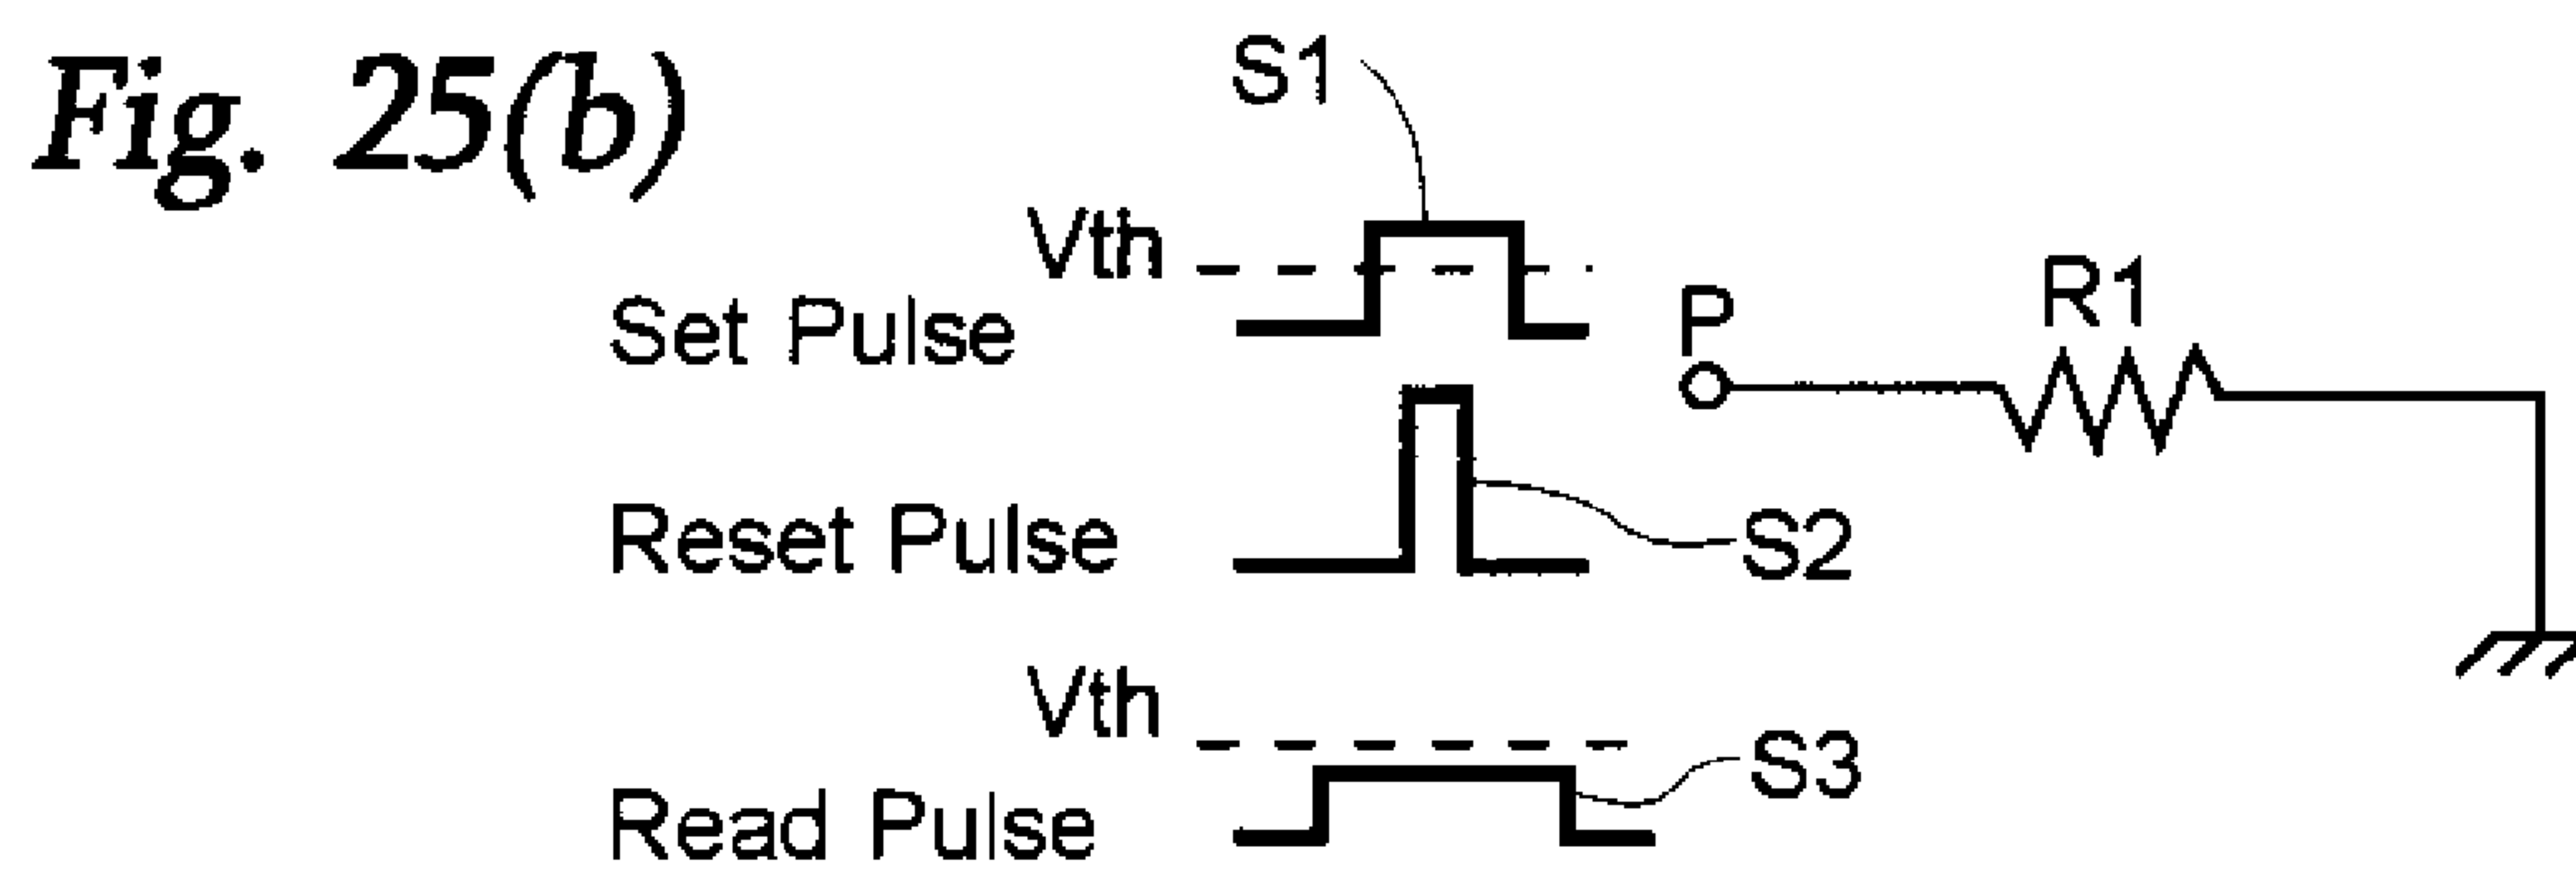 Fig. 25(b)
S1
Vth
Set Pulse
P
R1
Reset Pulse
S2
Vth
S3
Read Pulse